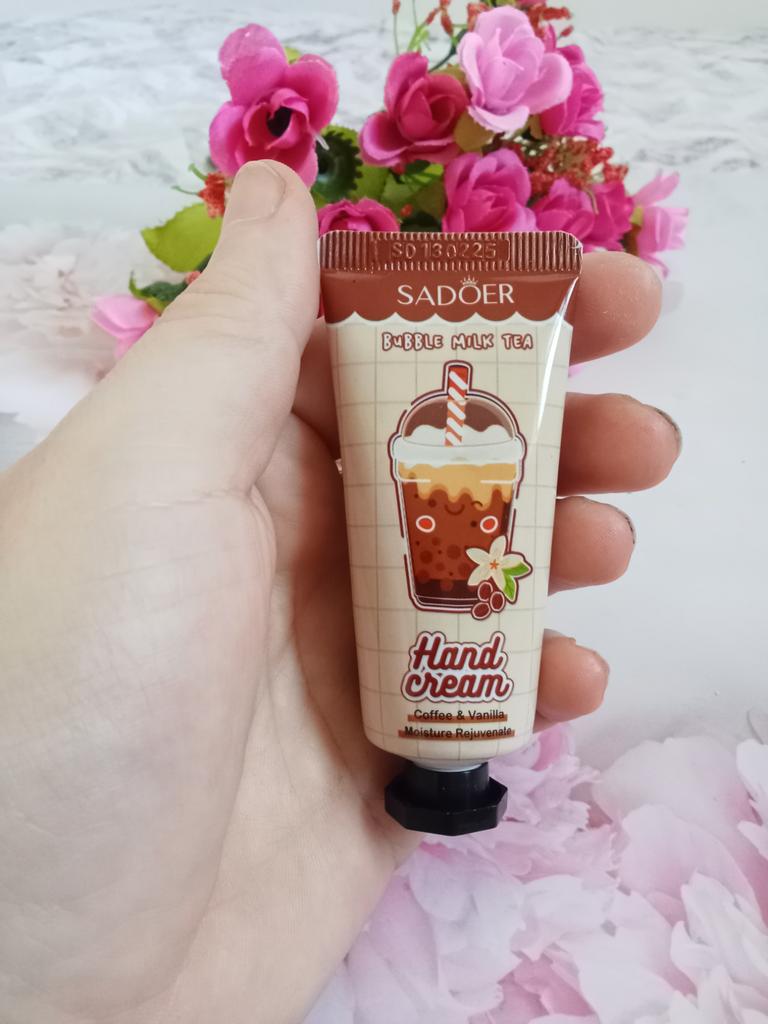 SD130225
SADOER
BUBBLE MILK TEA
Hand
cream
Coffee & Vanilla
Moisture Rejuvenate